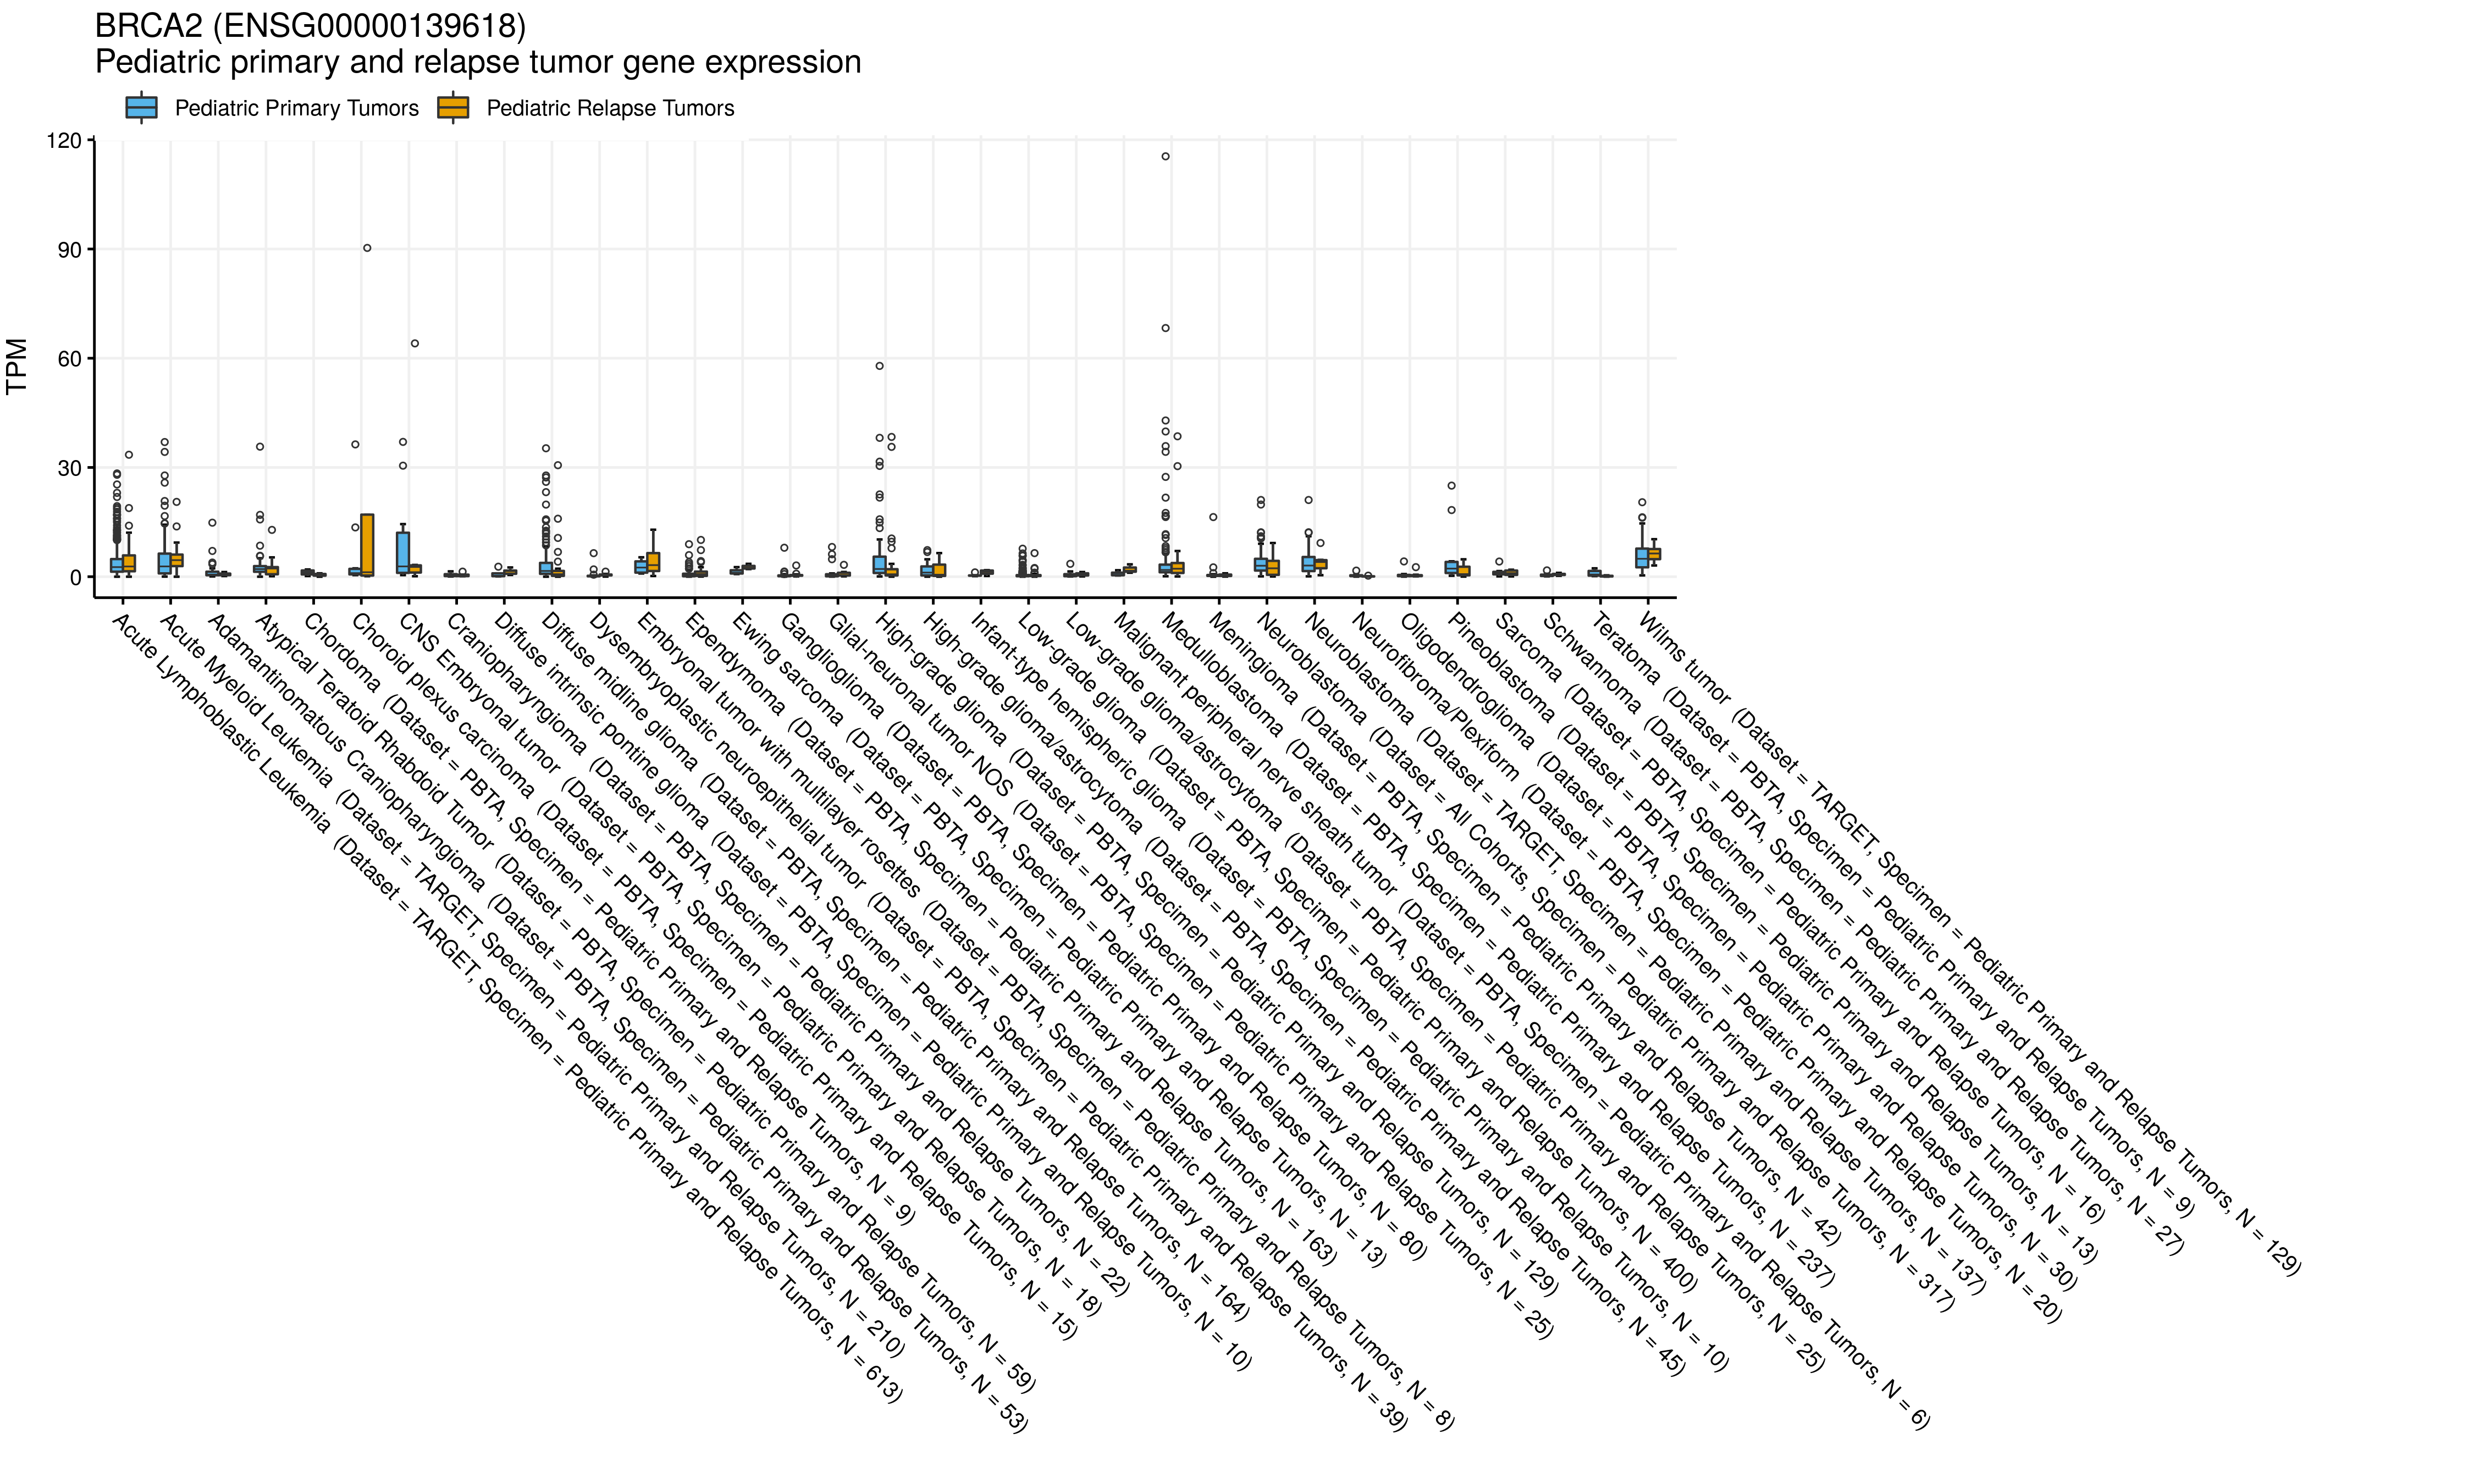 BRCA2 (ENSG00000139618)
Pediatric primary and relapse tumor gene expression
Pediatric Primary Tumors
Pediatric Relapse Tumors
TPM
120
90
60
30
0
Acute Lymphoblastic Leukemia (Dataset = TARGET, Specimen = Pediatric Primary and Relapse Tumors, N = 613)
Acute Myeloid Leukemia (Dataset = TARGET, Specimen = Pediatric Primary and Relapse Tumors, N = 210)
Adamantinomatous Craniopharyngioma (Dataset = PBTA, Specimen = Pediatric Primary and Relapse Tumors, N = 53)
Atypical Teratoid Rhabdoid Tumor (Dataset = PBTA, Specimen = Pediatric Primary and Relapse Tumors, N = 59)
Chordoma (Dataset = PBTA, Specimen = Pediatric Primary and Relapse Tumors, N = 9)
Choroid plexus carcinoma (Dataset = PBTA, Specimen = Pediatric Primary and Relapse Tumors, N = 15)
CNS Embryonal tumor (Dataset = PBTA, Specimen = Pediatric Primary and Relapse Tumors, N = 18)
Craniopharyngioma (Dataset = PBTA, Specimen = Pediatric Primary and Relapse Tumors, N = 22)
Diffuse intrinsic pontine glioma (Dataset = PBTA, Specimen = Pediatric Primary and Relapse Tumors, N = 10)
Diffuse midline glioma (Dataset = PBTA, Specimen = Pediatric Primary and Relapse Tumors, N = 164)
Dysembryoplastic neuroepithelial tumor (Dataset = PBTA, Specimen = Pediatric Primary and Relapse Tumors, N = 39)
Embryonal tumor with multilayer rosettes (Dataset = PBTA, Specimen = Pediatric Primary and Relapse Tumors, N = 8)
Ependymoma (Dataset = PBTA, Specimen = Pediatric Primary and Relapse Tumors, N = 163)
Ewing sarcoma (Dataset = PBTA, Specimen = Pediatric Primary and Relapse Tumors, N = 13)
Ganglioglioma (Dataset = PBTA, Specimen = Pediatric Primary and Relapse Tumors, N = 80)
Glial-neuronal tumor NOS (Dataset = PBTA, Specimen = Pediatric Primary and Relapse Tumors, N = 25)
High-grade glioma (Dataset = PBTA, Specimen = Pediatric Primary and Relapse Tumors, N = 129)
High-grade glioma/astrocytoma (Dataset = PBTA, Specimen = Pediatric Primary and Relapse Tumors, N = 45)
Infant-type hemispheric glioma (Dataset = PBTA, Specimen = Pediatric Primary and Relapse Tumors, N = 10)
Low-grade glioma (Dataset = PBTA, Specimen = Pediatric Primary and Relapse Tumors, N = 400)
Low-grade glioma/astrocytoma (Dataset = PBTA, Specimen = Pediatric Primary and Relapse Tumors, N = 25)
Malignant peripheral nerve sheath tumor (Dataset = PBTA, Specimen = Pediatric Primary and Relapse Tumors, N = 6)
Medulloblastoma (Dataset = PBTA, Specimen = Pediatric Primary and Relapse Tumors, N = 237)
Meningioma (Dataset = PBTA, Specimen = Pediatric Primary and Relapse Tumors, N = 42)
Neuroblastoma (Dataset = All Cohorts, Specimen = Pediatric Primary and Relapse Tumors, N = 317)
Neuroblastoma (Dataset = TARGET, Specimen = Pediatric Primary and Relapse Tumors, N = 137)
Neurofibroma/Plexiform (Dataset = PBTA, Specimen = Pediatric Primary and Relapse Tumors, N = 20)
Oligodendroglioma (Dataset = PBTA, Specimen = Pediatric Primary and Relapse Tumors, N = 30)
Pineoblastoma (Dataset = PBTA, Specimen = Pediatric Primary and Relapse Tumors, N = 13)
Sarcoma (Dataset = PBTA, Specimen = Pediatric Primary and Relapse Tumors, N = 16)
Schwannoma (Dataset = PBTA, Specimen = Pediatric Primary and Relapse Tumors, N = 27)
Teratoma (Dataset = PBTA, Specimen = Pediatric Primary and Relapse Tumors, N = 9)
Wilms tumor (Dataset = TARGET, Specimen = Pediatric Primary and Relapse Tumors, N = 129)